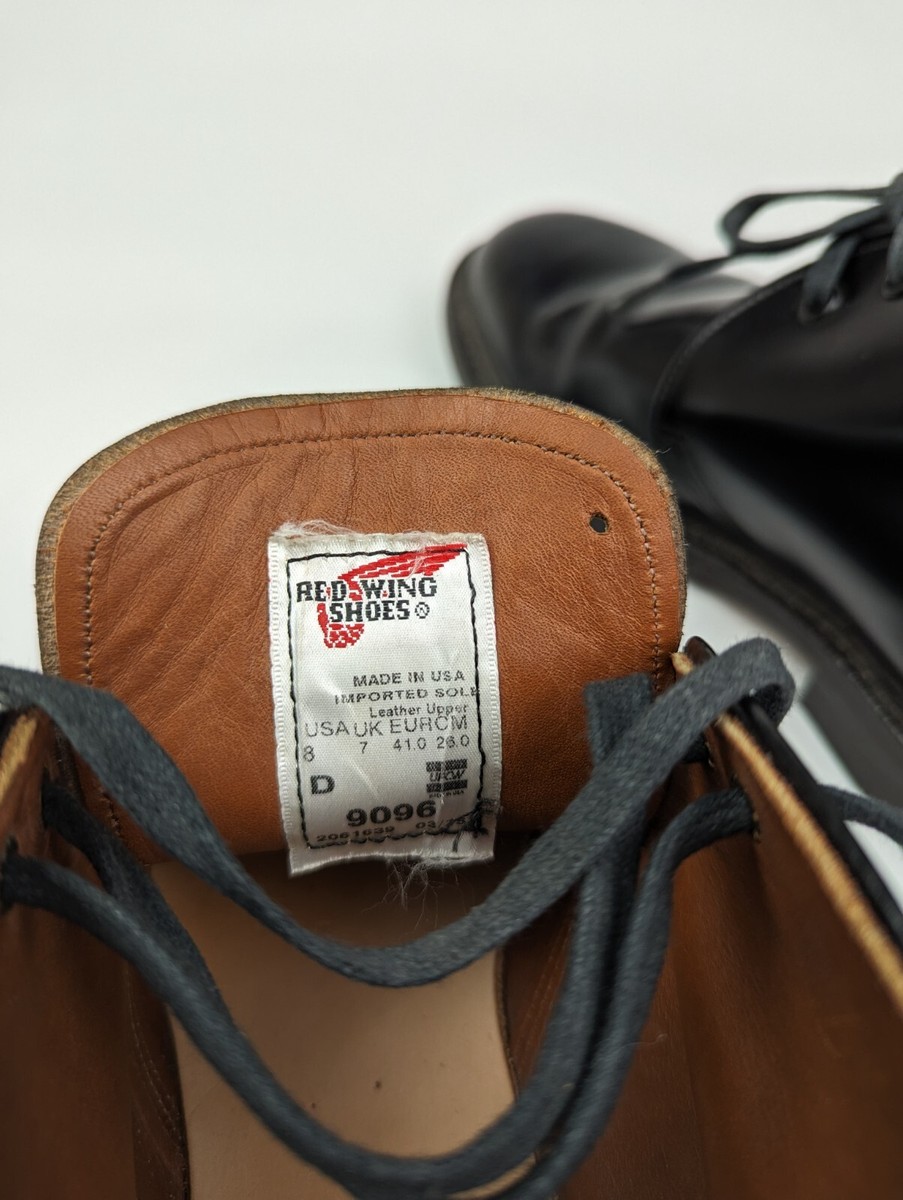 RED WING
SHOES®
MADE IN USA
IMPORTED SOLE
Leather Upper
USA UK EUR CM
8 7 41.0 26.0
D
UFCW
9096